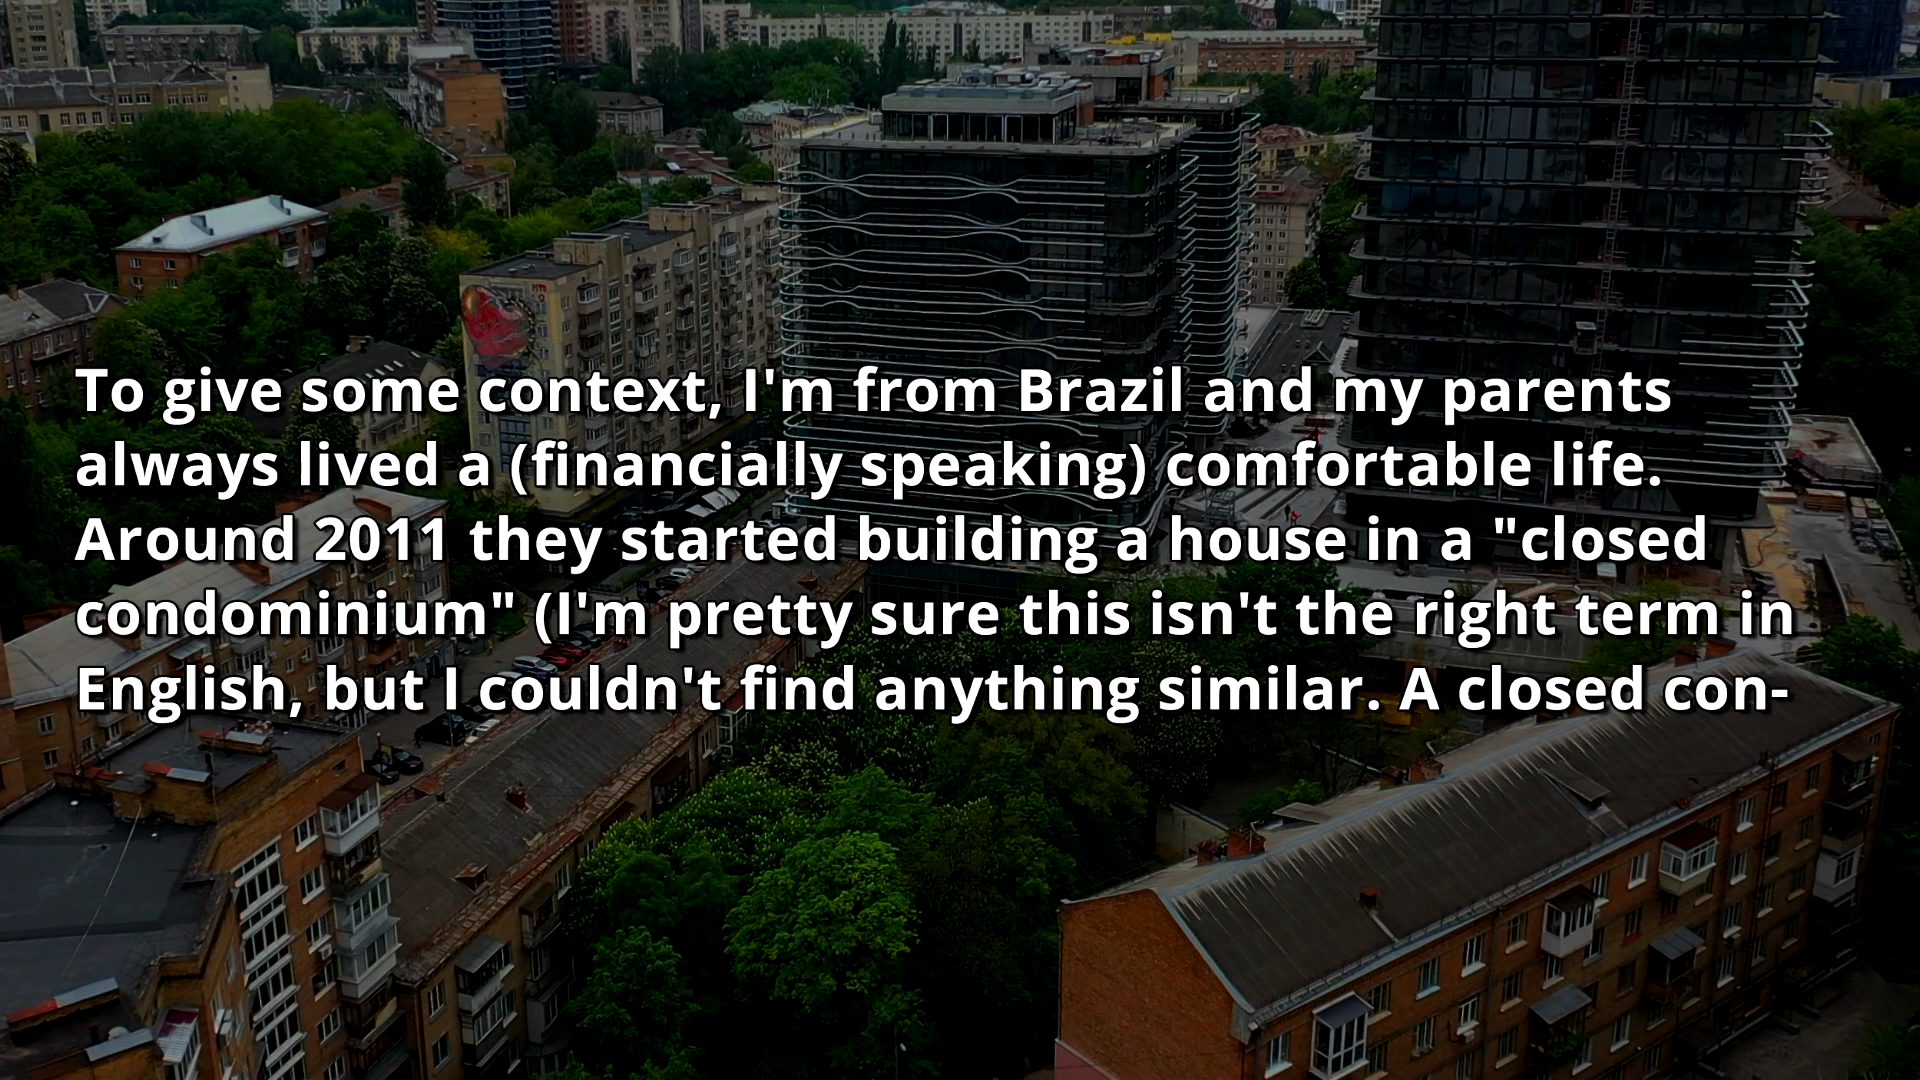 To give some context, I'm from Brazil and my parents
always lived a (financially speaking) comfortable life.
Around 2011 they started building a house in a "closed
condominium" (I'm pretty sure this isn't the right term in
English, but I couldn't find anything similar. A closed con-